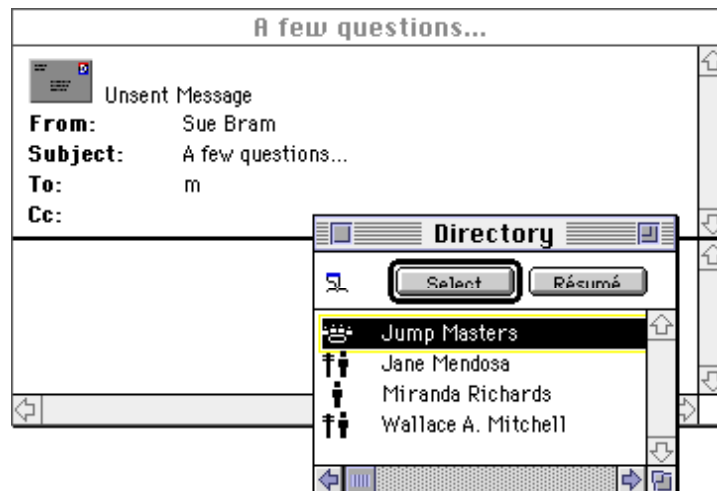 A few questions...
Unsent Message
From: Sue Bram
Subject: A few questions...
To: m
Cc:
Directory
Select Résumé
Jump Masters
Jane Mendosa
Miranda Richards
Wallace A. Mitchell